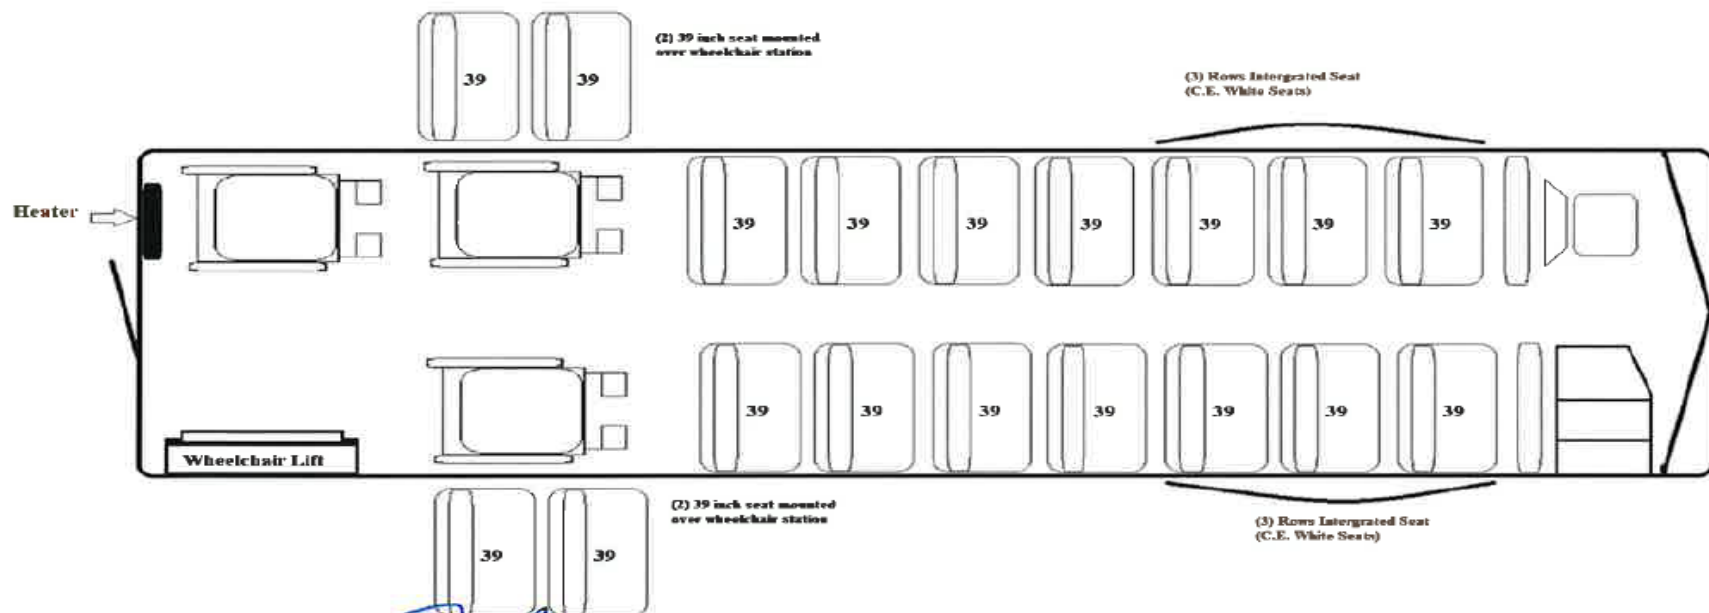 39 39
(2) 39 inch seat mounted
over wheelchair station
(3) Rows Intergrated Seat
(C.E. White Seats)
Heater
39 39 39 39 39 39 39
39 39 39 39 39 39 39
Wheelchair Lift
(2) 39 inch seat mounted
over wheelchair station
(3) Rows Intergrated Seat
(C.E. White Seats)
39 39